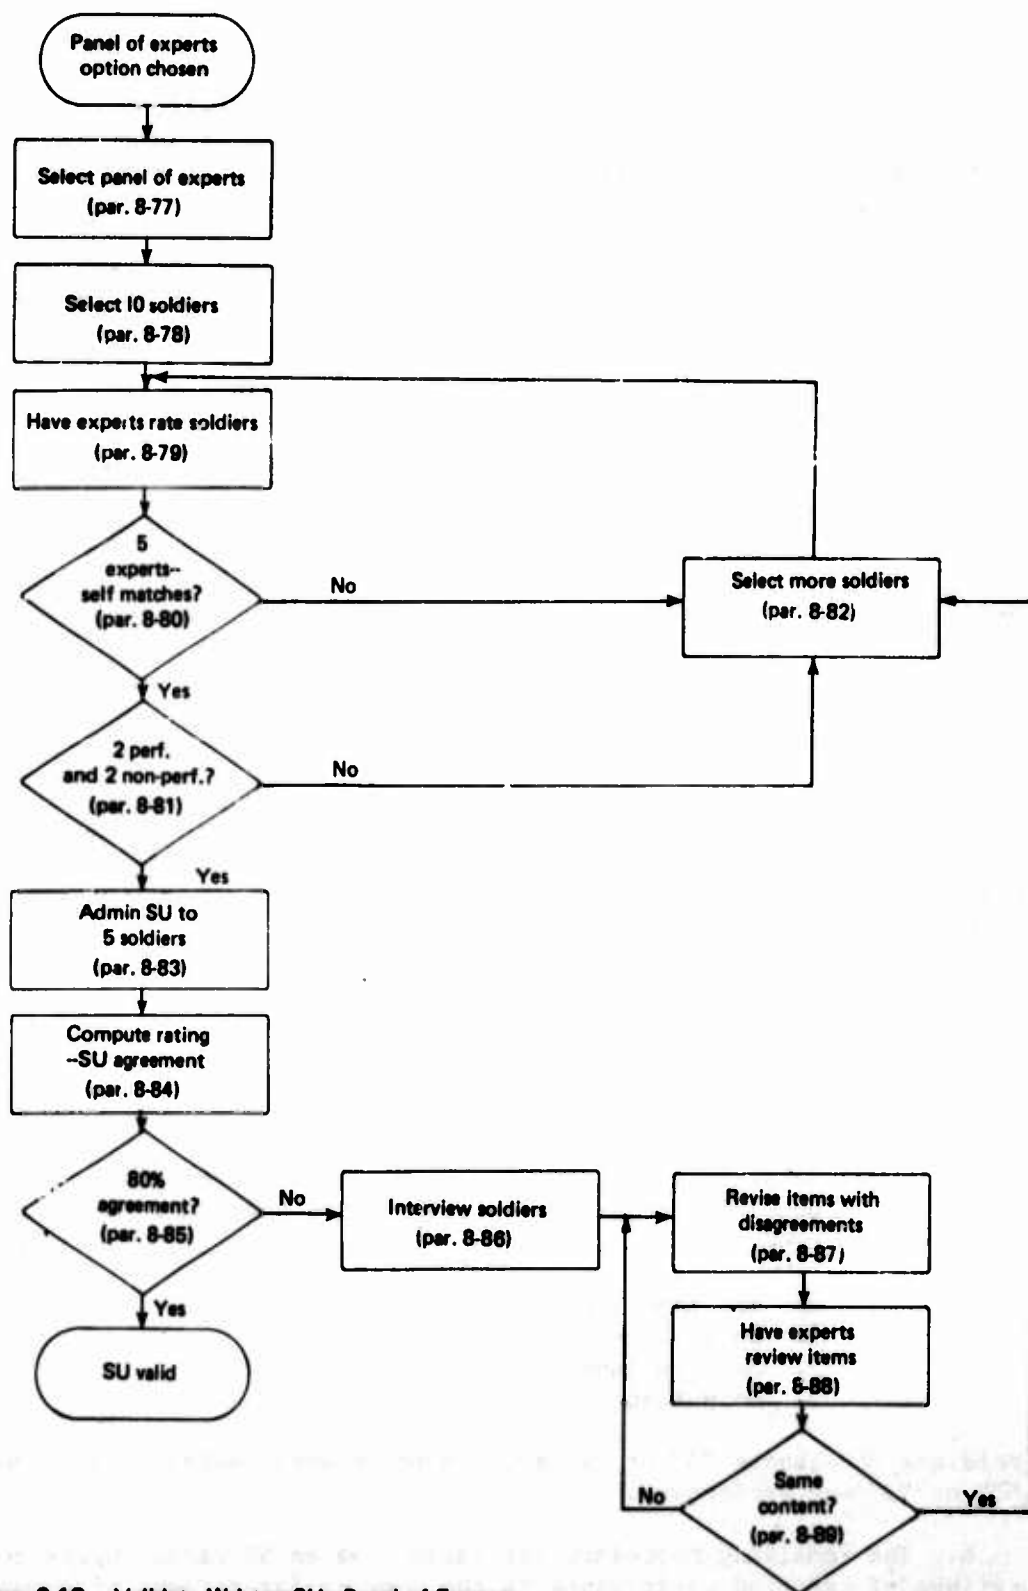 Panel of experts
option chosen
Select panel of experts
(par. 8-77)
Select 10 soldiers
(par. 8-78)
Have experts rate soldiers
(par. 8-79)
5
experts--
self matches?
(par. 8-80)
No
Select more soldiers
(par. 8-82)
Yes
2 perf.
and 2 non-perf.?
(par. 8-81)
No
Yes
Admin SU to
5 soldiers
(par. 8-83)
Compute rating
--SU agreement
(par. 8-84)
80%
agreement?
(par. 8-85)
No
Interview soldiers
(par. 8-86)
Revise items with
disagreements
(par. 8-87)
Yes
SU valid
Have experts
review items
(par. 8-88)
Same
content?
(par. 8-89)
No
Yes